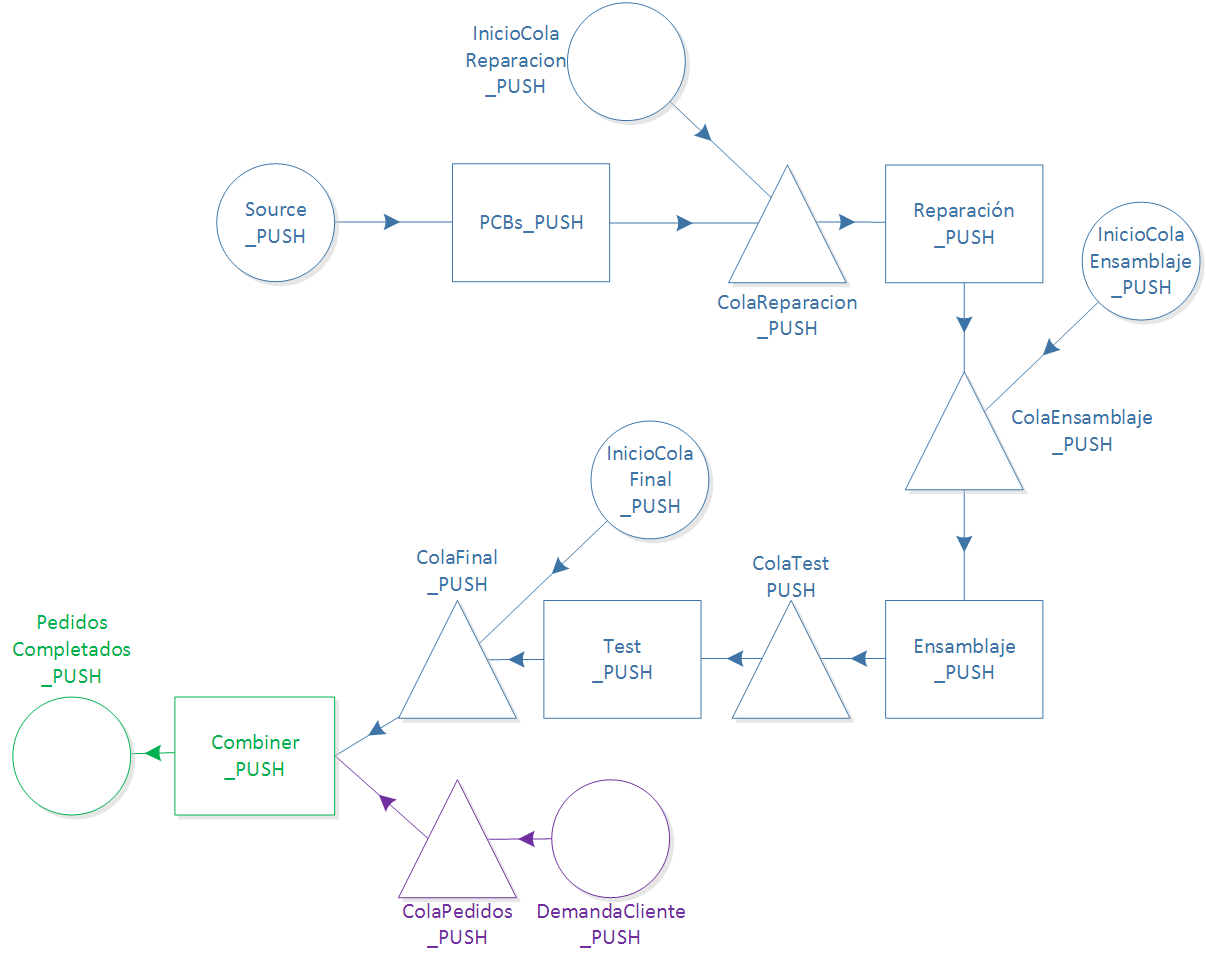 InicioCola
Reparacion
_PUSH
Source
_PUSH
PCBs_PUSH
Reparación
_PUSH
InicioCola
Ensamblaje
_PUSH
ColaReparacion
_PUSH
ColaEnsamblaje
_PUSH
InicioCola
Final
_PUSH
ColaFinal
_PUSH
ColaTest
PUSH
Pedidos
Completados
_PUSH
Test
_PUSH
Ensamblaje
_PUSH
Combiner
_PUSH
ColaPedidos
_PUSH
DemandaCliente
_PUSH